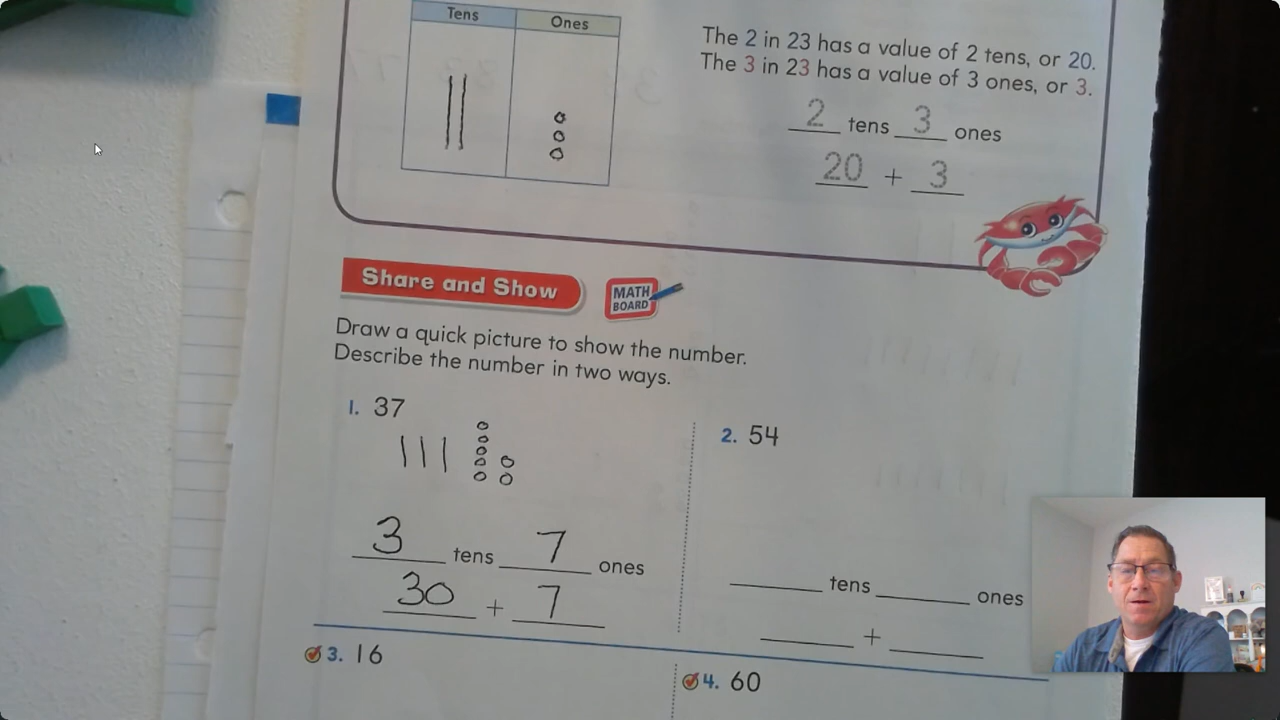 Tens Ones
The 2 in 23 has a value of 2 tens, or 20.
The 3 in 23 has a value of 3 ones, or 3.
2 tens 3 ones
20 + 3
Share and Show
MATH
BOARD
Draw a quick picture to show the number.
Describe the number in two ways.
1. 37
3 tens 7 ones
30 + 7
2. 54
tens ones
+
3. 16
4. 60